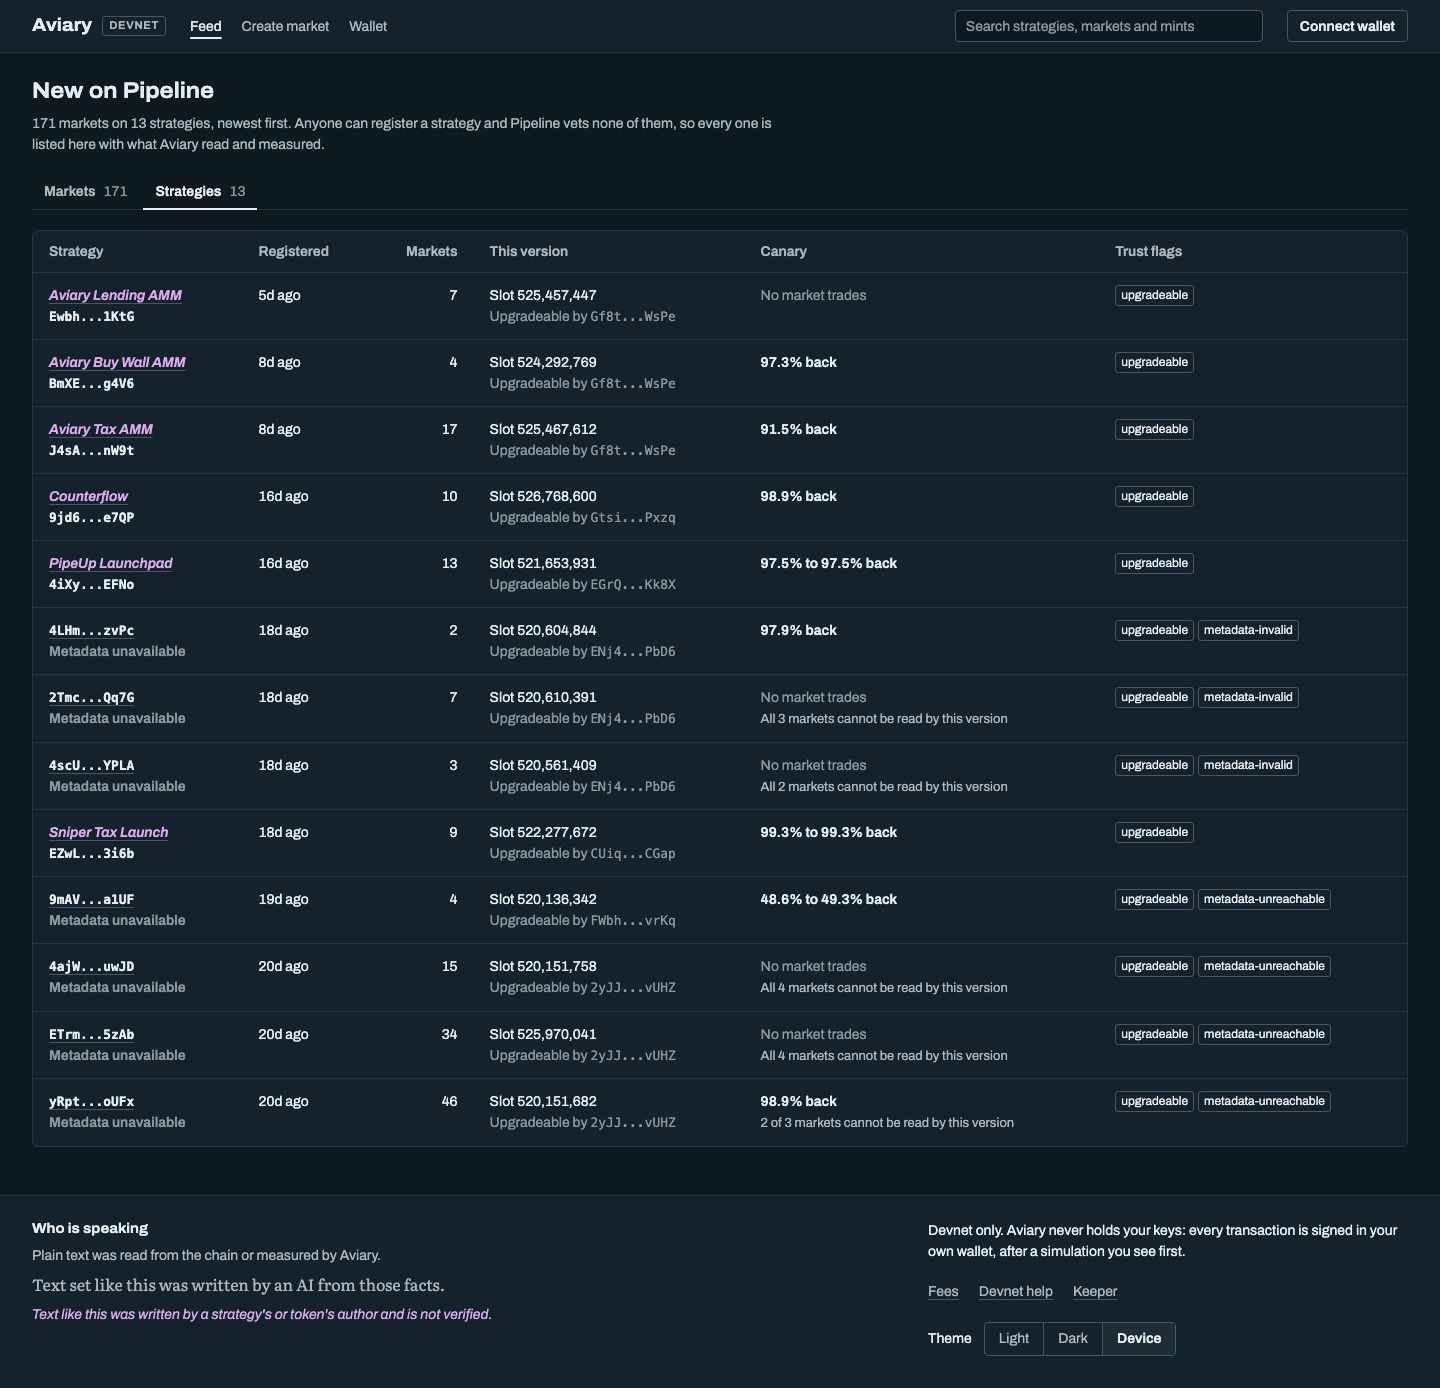 Aviary DEVNET Feed Create market Wallet Search strategies, markets and mints Connect wallet
New on Pipeline
171 markets on 13 strategies, newest first. Anyone can register a strategy and Pipeline vets none of them, so every one is
listed here with what Aviary read and measured.
Markets 171 Strategies 13
Strategy Registered Markets This version Canary Trust flags
Aviary Lending AMM 5d ago 7 Slot 525,457,447 No market trades upgradeable
Ewbh...1KtG Upgradeable by Gf8t...WsPe
Aviary Buy Wall AMM 8d ago 4 Slot 524,292,769 97.3% back upgradeable
BmXE...g4V6 Upgradeable by Gf8t...WsPe
Aviary Tax AMM 8d ago 17 Slot 525,467,612 91.5% back upgradeable
J4sA...nW9t Upgradeable by Gf8t...WsPe
Counterflow 16d ago 10 Slot 526,768,600 98.9% back upgradeable
9jd6...e7QP Upgradeable by Gtsi...Pxzq
PipeUp Launchpad 16d ago 13 Slot 521,653,931 97.5% to 97.5% back upgradeable
4iXy...EFNo Upgradeable by EGrQ...Kk8X
4LHm...zvPc 18d ago 2 Slot 520,604,844 97.9% back upgradeable metadata-invalid
Metadata unavailable Upgradeable by ENj4...PbD6
2Tmc...Qq7G 18d ago 7 Slot 520,610,391 No market trades upgradeable metadata-invalid
Metadata unavailable Upgradeable by ENj4...PbD6 All 3 markets cannot be read by this version
4scU...YPLA 18d ago 3 Slot 520,561,409 No market trades upgradeable metadata-invalid
Metadata unavailable Upgradeable by ENj4...PbD6 All 2 markets cannot be read by this version
Sniper Tax Launch 18d ago 9 Slot 522,277,672 99.3% to 99.3% back upgradeable
EZwL...3i6b Upgradeable by CUiq...CGap
9mAV...a1UF 19d ago 4 Slot 520,136,342 48.6% to 49.3% back upgradeable metadata-unreachable
Metadata unavailable Upgradeable by FWbh...vrKq
4ajW...uwJD 20d ago 15 Slot 520,151,758 No market trades upgradeable metadata-unreachable
Metadata unavailable Upgradeable by 2yJJ...vUHZ All 4 markets cannot be read by this version
ETrm...5zAb 20d ago 34 Slot 525,970,041 No market trades upgradeable metadata-unreachable
Metadata unavailable Upgradeable by 2yJJ...vUHZ All 4 markets cannot be read by this version
yRpt...oUFx 20d ago 46 Slot 520,151,682 98.9% back upgradeable metadata-unreachable
Metadata unavailable Upgradeable by 2yJJ...vUHZ 2 of 3 markets cannot be read by this version
Who is speaking
Plain text was read from the chain or measured by Aviary.
Text set like this was written by an AI from those facts.
Text like this was written by a strategy's or token's author and is not verified.
Devnet only. Aviary never holds your keys: every transaction is signed in your
own wallet, after a simulation you see first.
Fees Devnet help Keeper
Theme Light Dark Device